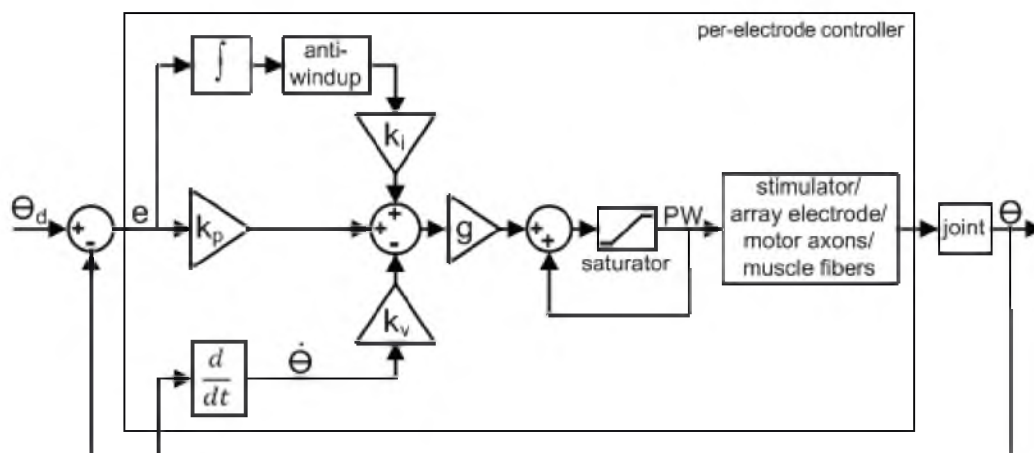 per-electrode controller
∫
anti-
windup
k_i
Θ_d
+
-
e
k_p
+
+
-
g
+
+
saturator
PW
stimulator/
array electrode/
motor axons/
muscle fibers
joint
Θ
k_v
d
dt
Θ̇